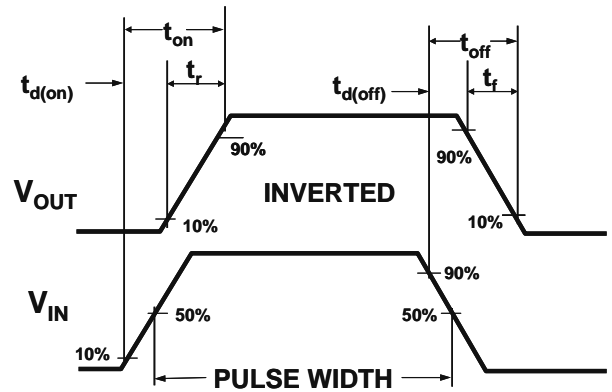 t_on t_off
t_d(on) t_r t_d(off) t_f
90% 90%
V_OUT INVERTED
10% 10%
90%
V_IN 50% 50%
10%
PULSE WIDTH